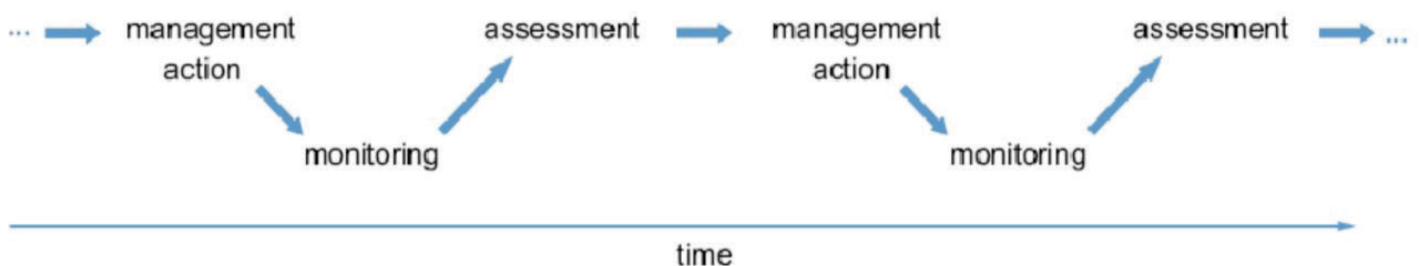 ... management assessment management assessment ...
action action
monitoring monitoring
time